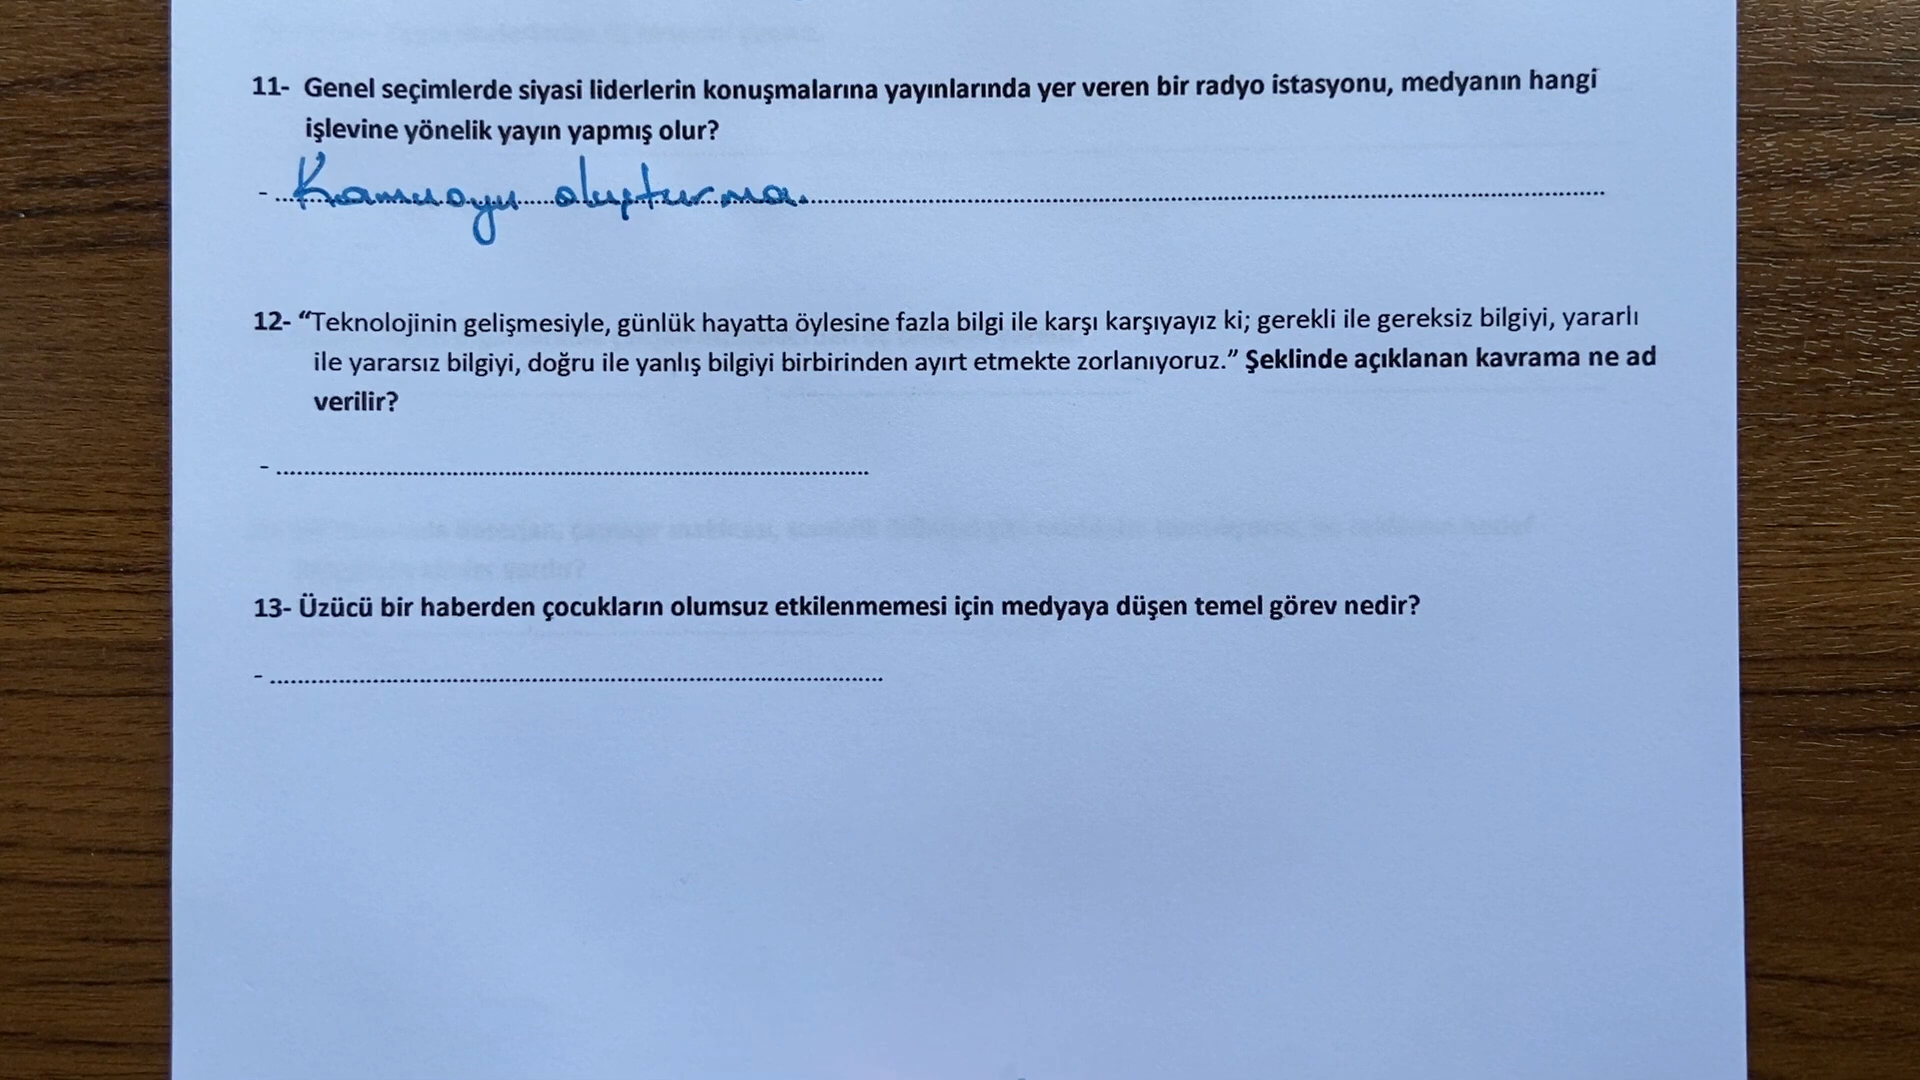 11- Genel seçimlerde siyasi liderlerin konuşmalarına yayınlarında yer veren bir radyo istasyonu, medyanın hangi
işlevine yönelik yayın yapmış olur?
- Kamuoyu oluşturma.
12- “Teknolojinin gelişmesiyle, günlük hayatta öylesine fazla bilgi ile karşı karşıyayız ki; gerekli ile gereksiz bilgiyi, yararlı
ile yararsız bilgiyi, doğru ile yanlış bilgiyi birbirinden ayırt etmekte zorlanıyoruz.” Şeklinde açıklanan kavrama ne ad
verilir?
- ................................................................
13- Üzücü bir haberden çocukların olumsuz etkilenmemesi için medyaya düşen temel görev nedir?
- ................................................................